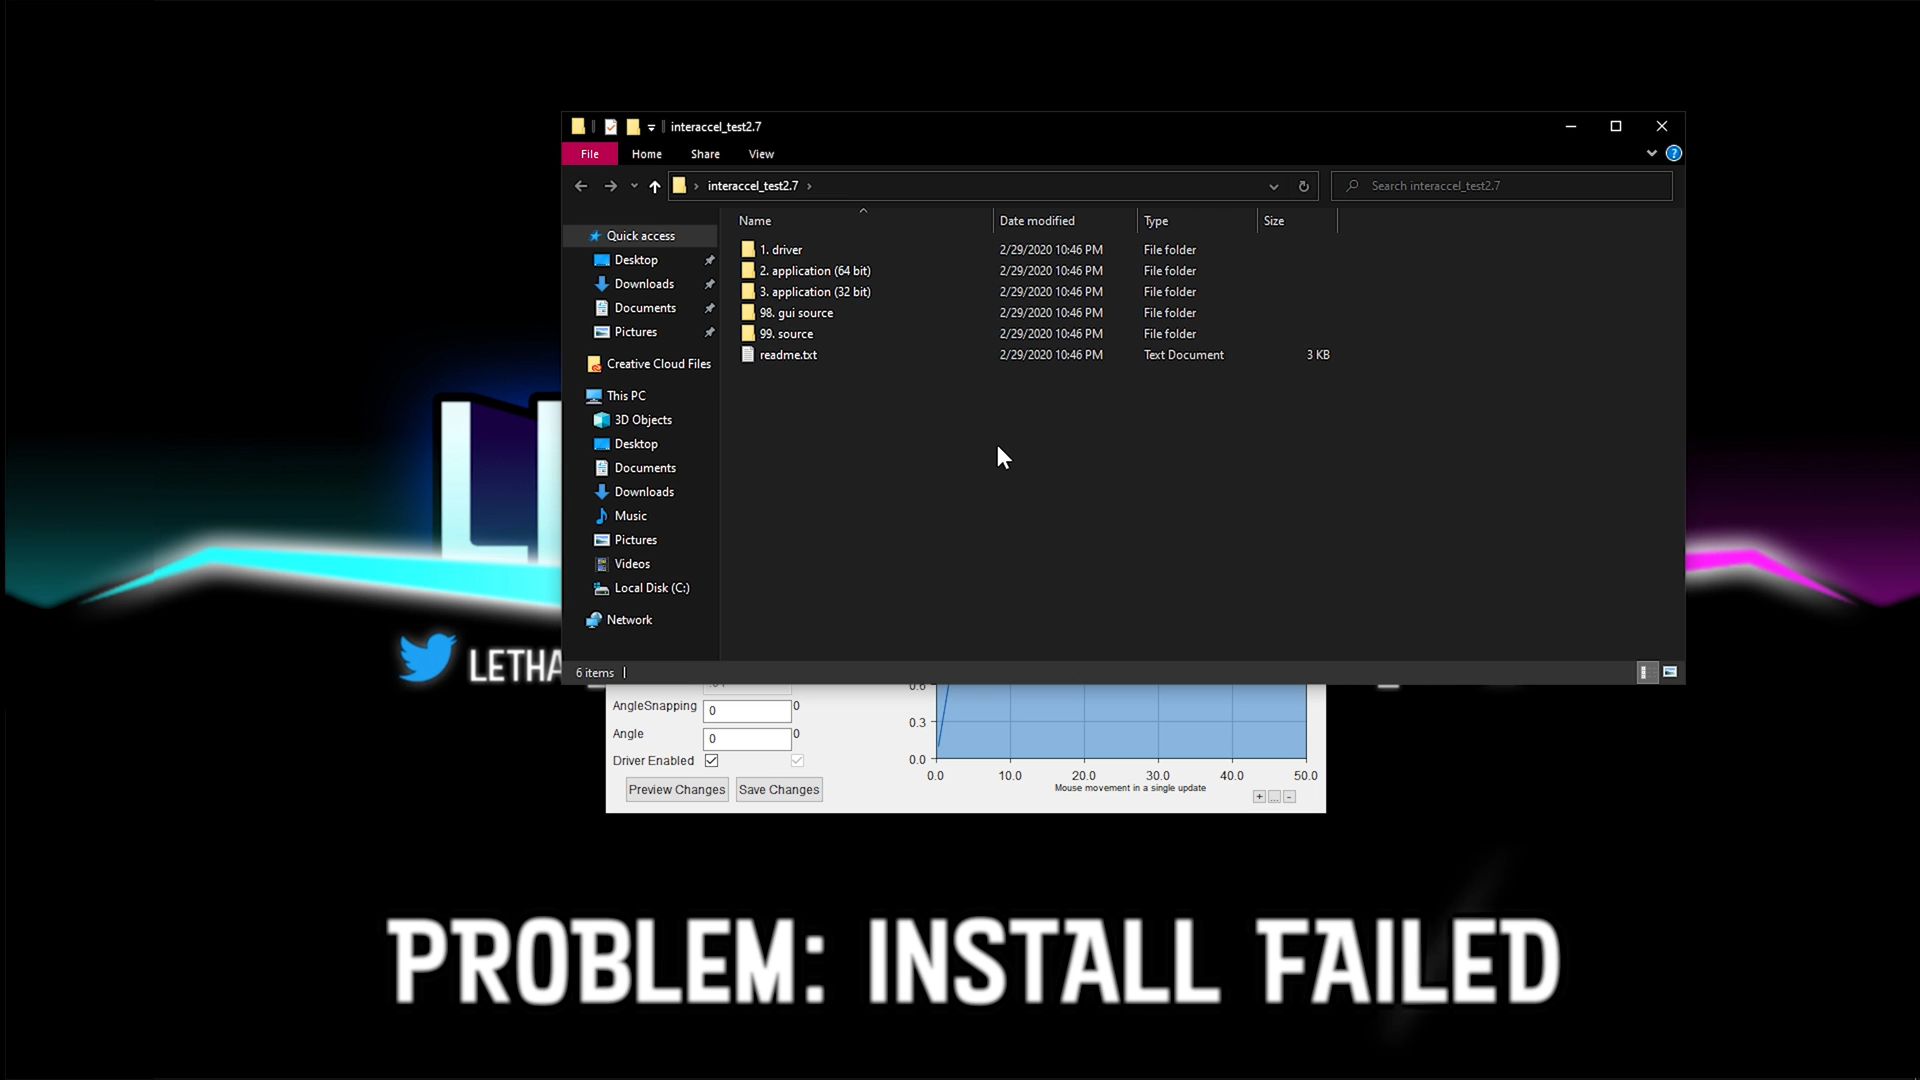 interaccel_test2.7
File Home Share View
interaccel_test2.7
Search interaccel_test2.7
Name Date modified Type Size
Quick access
Desktop
Downloads
Documents
Pictures
Creative Cloud Files
This PC
3D Objects
Desktop
Documents
Downloads
Music
Pictures
Videos
Local Disk (C:)
Network
1. driver 2/29/2020 10:46 PM File folder
2. application (64 bit) 2/29/2020 10:46 PM File folder
3. application (32 bit) 2/29/2020 10:46 PM File folder
98. gui source 2/29/2020 10:46 PM File folder
99. source 2/29/2020 10:46 PM File folder
readme.txt 2/29/2020 10:46 PM Text Document 3 KB
6 items
LETHA
AngleSnapping 0 0
Angle 0 0
Driver Enabled
Preview Changes Save Changes
0.6
0.3
0.0
0.0 10.0 20.0 30.0 40.0 50.0
Mouse movement in a single update
+ ... -
PROBLEM: INSTALL FAILED